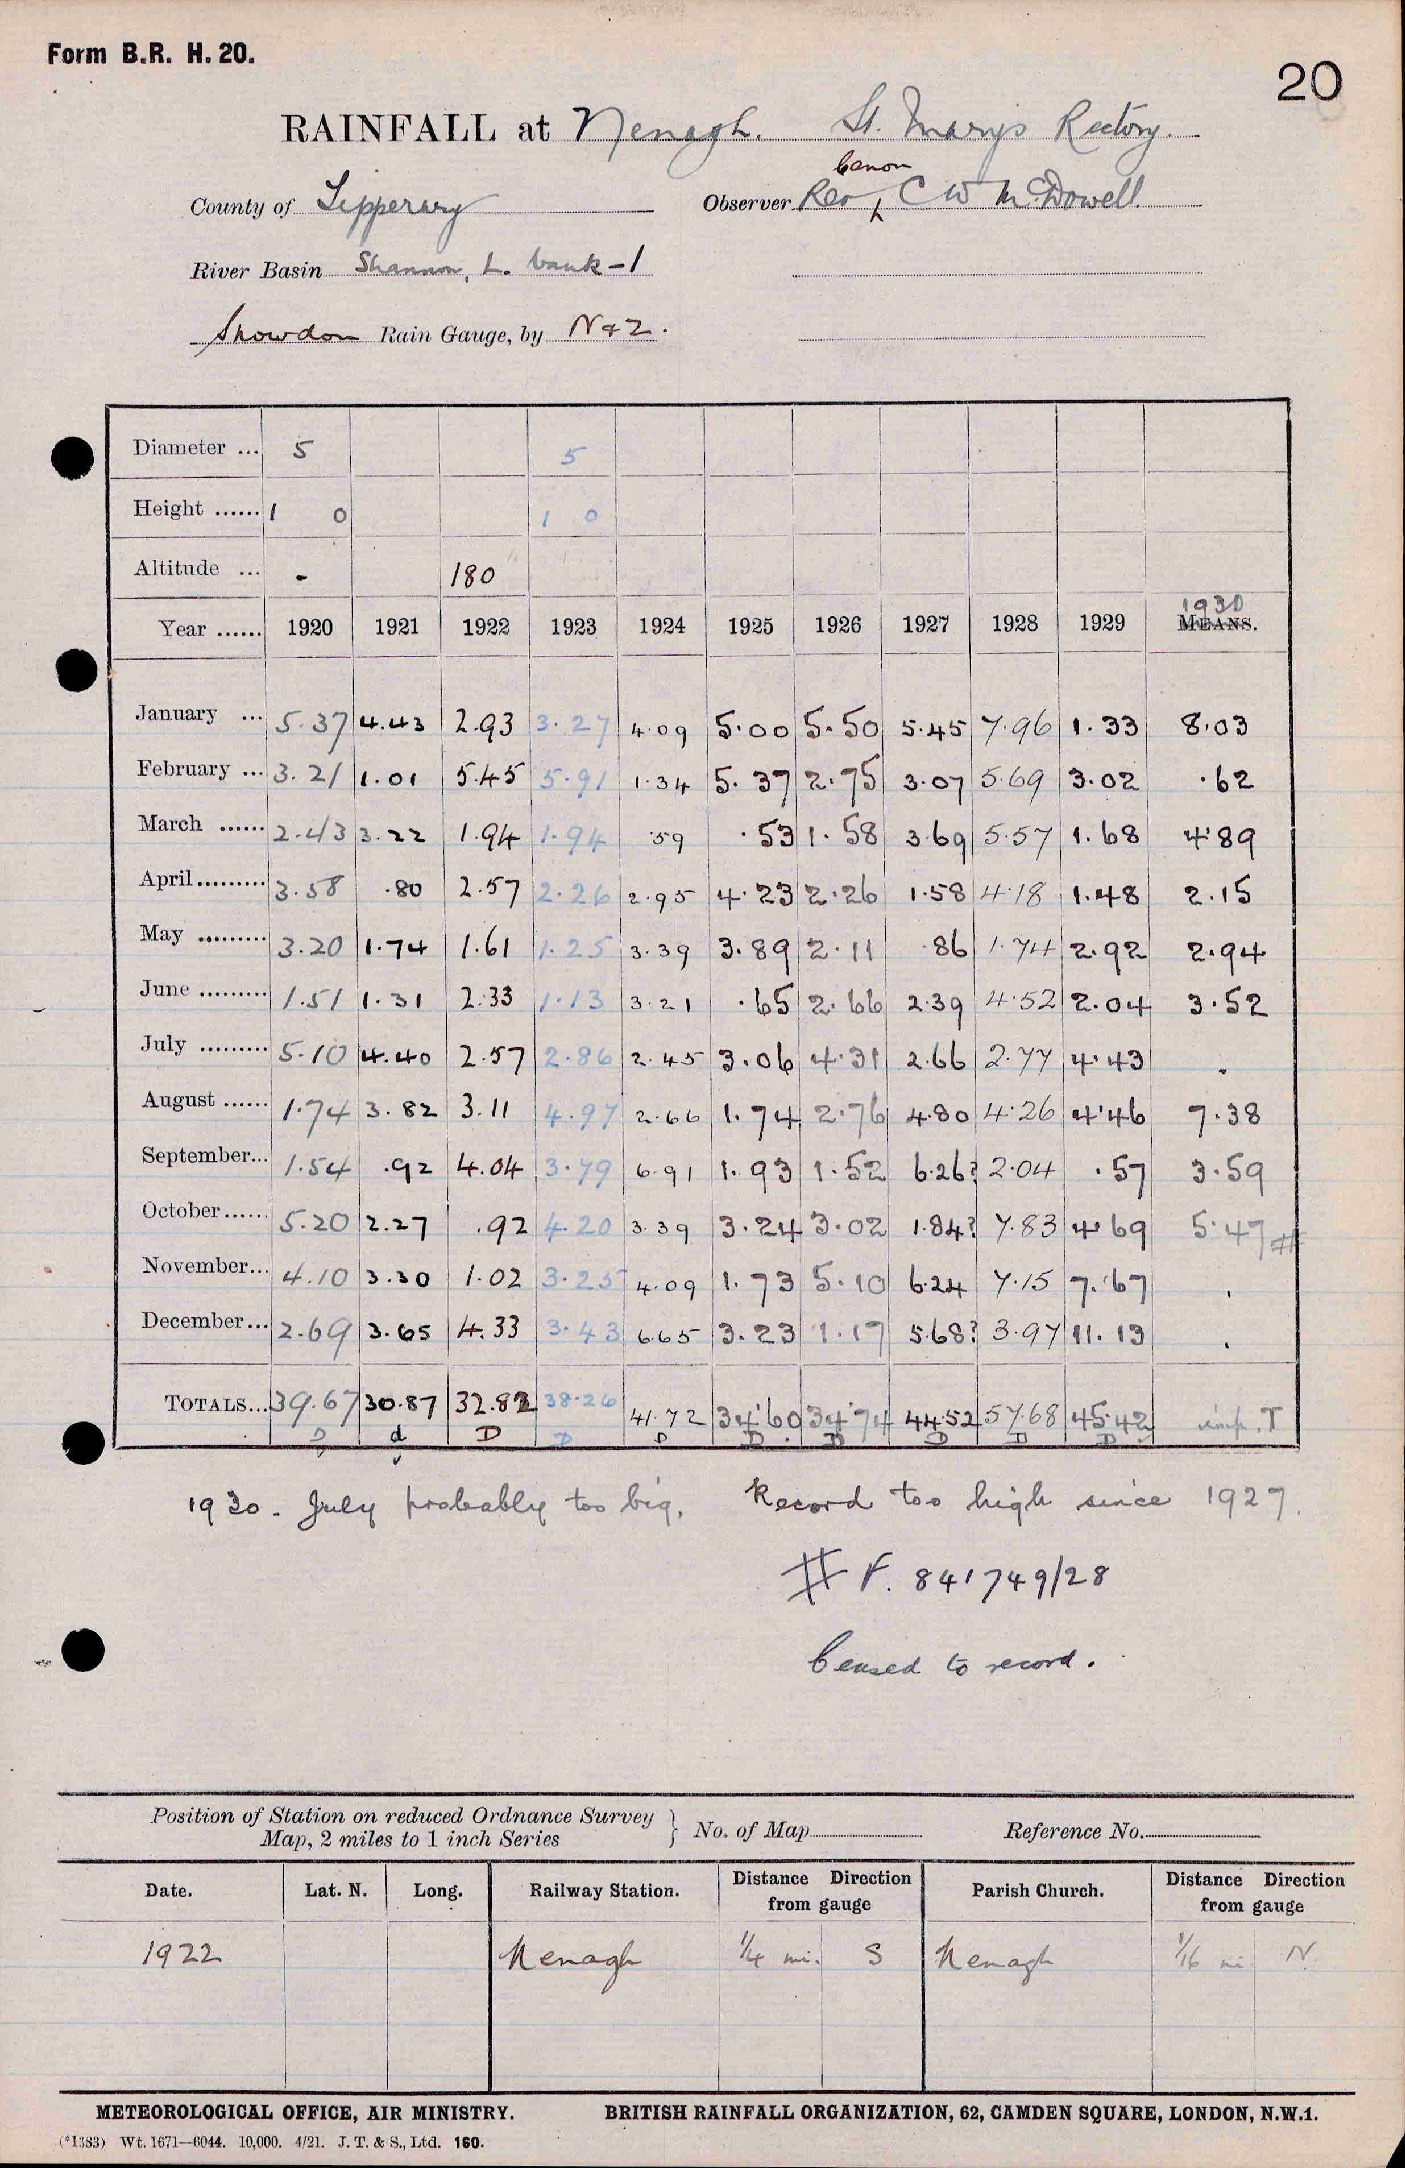 Form B.R. H. 20.
20
RAINFALL at Nenagh. St. Mary's Rectory.
Canon
County of Tipperary Observer Rev C W McDowell
River Basin Shannon, L. bank - 1
Snowdon Rain Gauge, by N & Z.
Diameter ... 5 5
Height ...... 1 0 1 0
Altitude ... - 180
1930
Year ...... 1920 1921 1922 1923 1924 1925 1926 1927 1928 1929 MEANS.
January ... 5.37 4.43 2.93 3.27 4.09 5.00 5.50 5.45 7.96 1.33 8.03
February ... 3.21 1.01 5.45 5.91 1.34 5.37 2.75 3.07 5.69 3.02 .62
March ...... 2.43 3.22 1.94 1.94 .59 .53 1.58 3.69 5.57 1.68 4.89
April......... 3.58 .80 2.57 2.26 2.95 4.23 2.26 1.58 4.18 1.48 2.15
May ......... 3.20 1.74 1.61 1.25 3.39 3.89 2.11 .86 1.74 2.92 2.94
June ......... 1.51 1.31 2.33 1.13 3.21 .65 2.66 2.39 4.52 2.04 3.52
July ......... 5.10 4.40 2.57 2.86 2.45 3.06 4.31 2.66 2.77 4.43 .
August ...... 1.74 3.82 3.11 4.97 2.66 1.74 2.76 4.80 4.26 4.46 7.38
September... 1.54 .92 4.04 3.79 6.91 1.93 1.52 6.26? 2.04 .57 3.59
October...... 5.20 2.27 .92 4.20 3.39 3.24 3.02 1.84? 7.83 4.69 5.47 #
November... 4.10 3.30 1.02 3.25 4.09 1.73 5.10 6.24 7.15 7.67 .
December... 2.69 3.65 4.33 3.43 6.65 3.23 1.17 5.68? 3.97 11.13 .
TOTALS... 39.67 30.87 32.82 38.26 41.72 34.60 34.74 44.52 57.68 45.42 imp. T
D d D D D D D D D D
1930. July probably too big. Record too high since 1927.
# F. 841749/28
Ceased to record.
Position of Station on reduced Ordnance Survey
Map, 2 miles to 1 inch Series } No. of Map Reference No.
Date. Lat. N. Long. Railway Station. Distance Direction from gauge Parish Church. Distance Direction from gauge
1922 Nenagh 1/4 mi. S Nenagh 1/16 mi N
METEOROLOGICAL OFFICE, AIR MINISTRY. BRITISH RAINFALL ORGANIZATION, 62, CAMDEN SQUARE, LONDON, N.W.1.
(*1383) Wt. 1671—6044. 10,000. 4/21. J. T. & S., Ltd. 160.